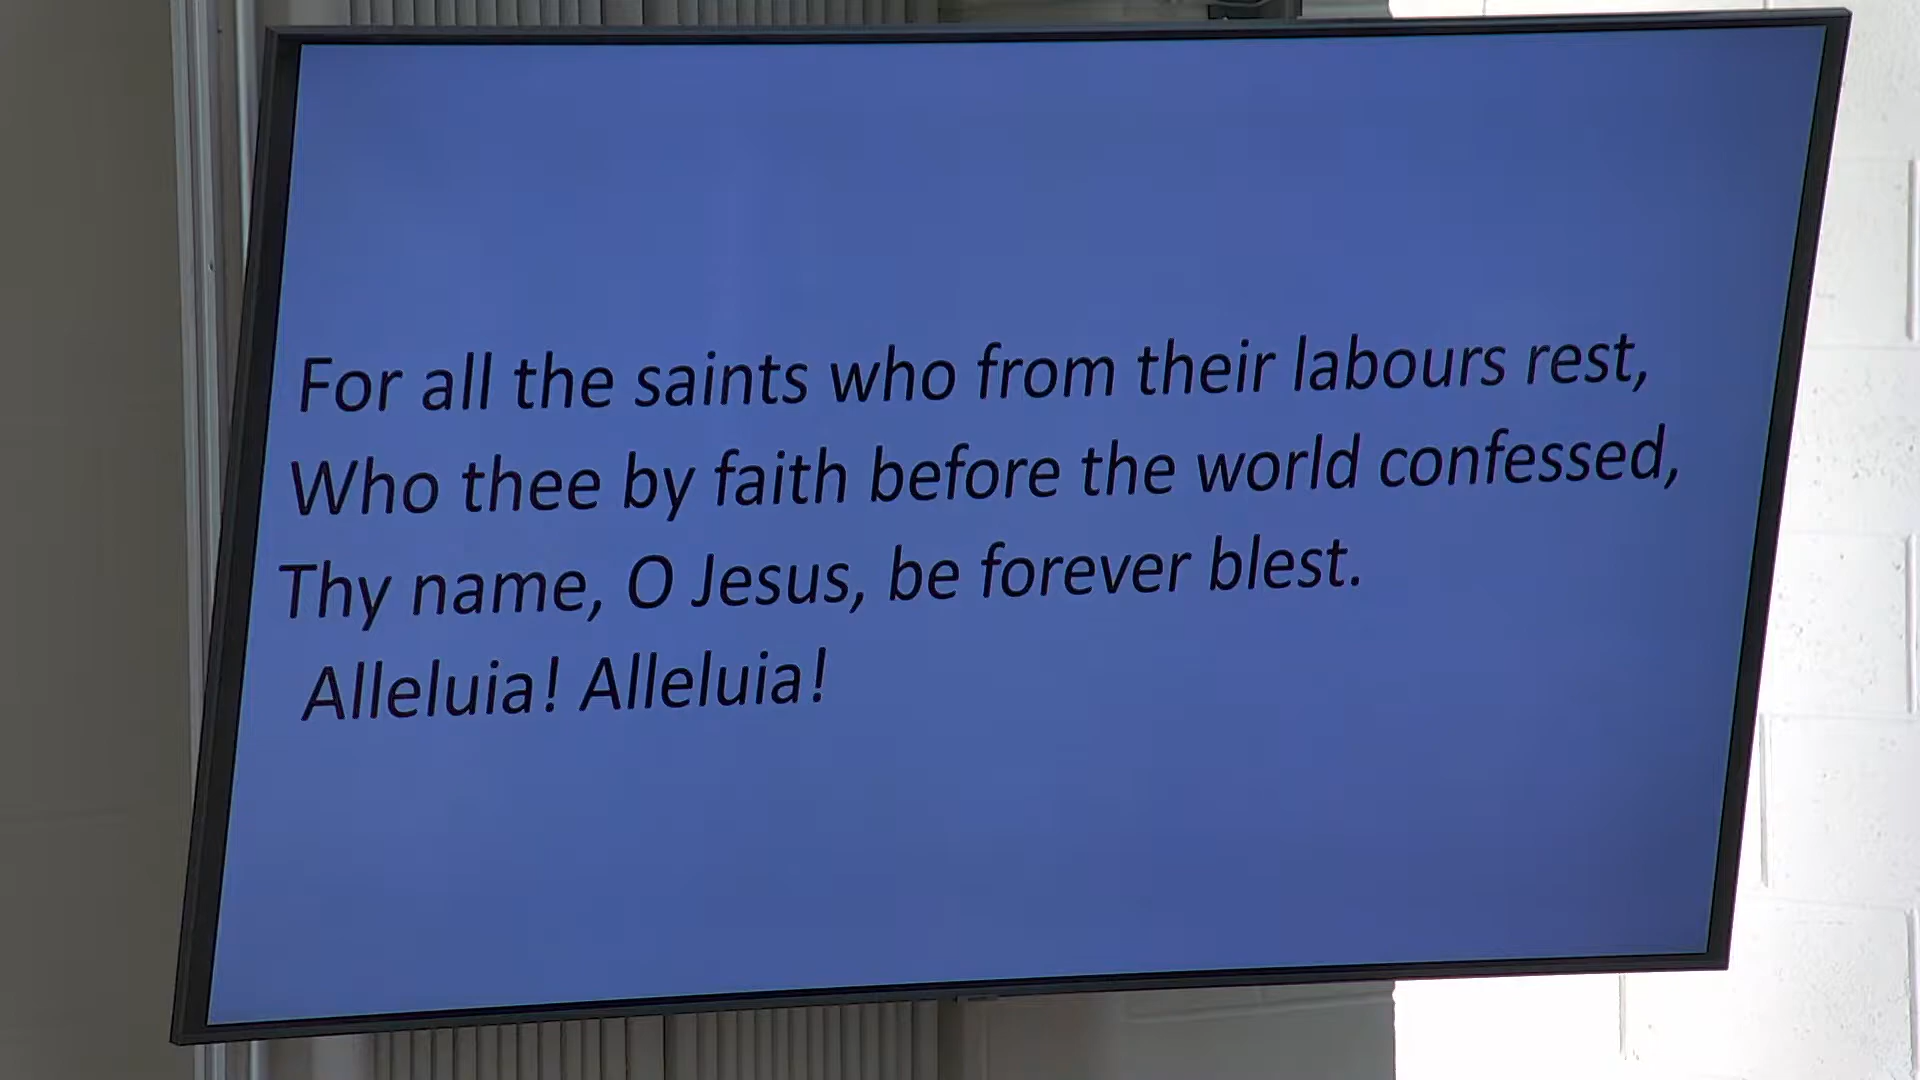 For all the saints who from their labours rest,
Who thee by faith before the world confessed,
Thy name, O Jesus, be forever blest.
Alleluia! Alleluia!